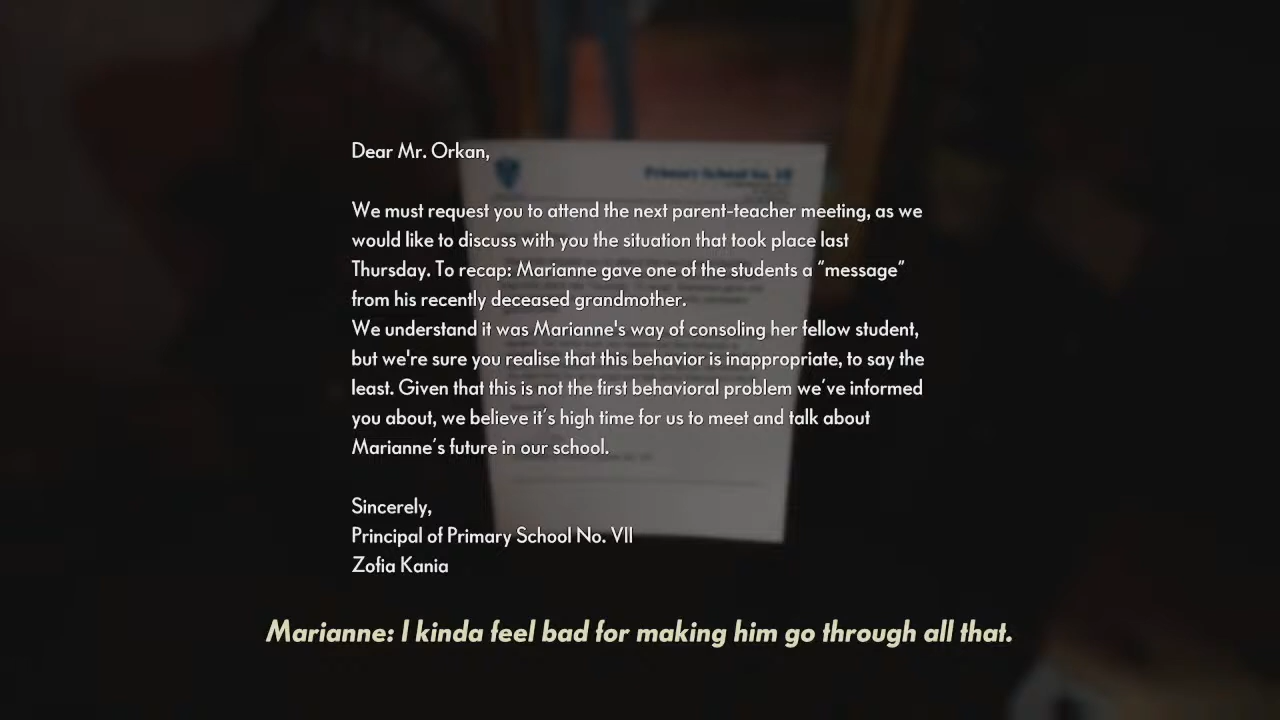 Dear Mr. Orkan,
We must request you to attend the next parent-teacher meeting, as we
would like to discuss with you the situation that took place last
Thursday. To recap: Marianne gave one of the students a "message"
from his recently deceased grandmother.
We understand it was Marianne's way of consoling her fellow student,
but we're sure you realise that this behavior is inappropriate, to say the
least. Given that this is not the first behavioral problem we've informed
you about, we believe it's high time for us to meet and talk about
Marianne's future in our school.
Sincerely,
Principal of Primary School No. VII
Zofia Kania
Marianne: I kinda feel bad for making him go through all that.